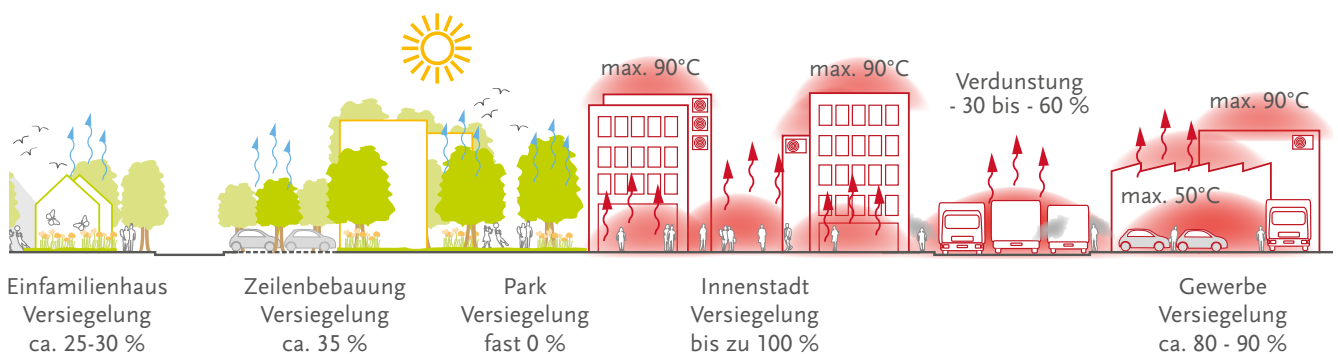 max. 90°C
max. 90°C
Verdunstung
- 30 bis - 60 %
max. 90°C
max. 50°C
Einfamilienhaus
Versiegelung
ca. 25-30 %
Zeilenbebauung
Versiegelung
ca. 35 %
Park
Versiegelung
fast 0 %
Innenstadt
Versiegelung
bis zu 100 %
Gewerbe
Versiegelung
ca. 80 - 90 %